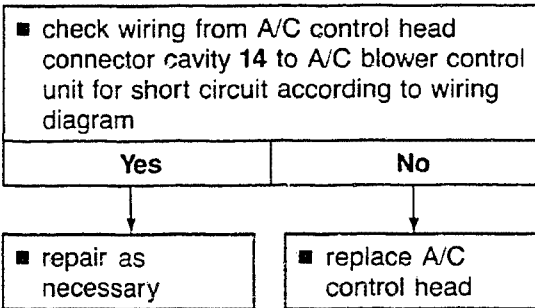 ■ check wiring from A/C control head
connector cavity 14 to A/C blower control
unit for short circuit according to wiring
diagram
Yes No
■ repair as
necessary
■ replace A/C
control head